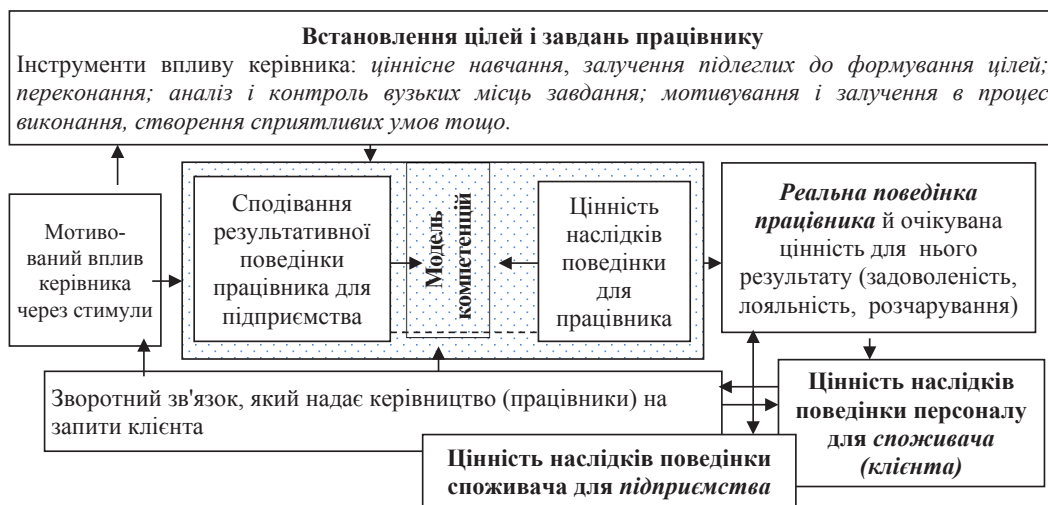 Встановлення цілей і завдань працівнику
Інструменти впливу керівника: ціннісне навчання, залучення підлеглих до формування цілей;
переконання; аналіз і контроль вузьких місць завдання; мотивування і залучення в процес
виконання, створення сприятливих умов тощо.
Мотиво-
ваний вплив
керівника
через стимули
Сподівання
результативної
поведінки
працівника для
підприємства
Модель
компетенцій
Цінність
наслідків
поведінки
для
працівника
Реальна поведінка
працівника й очікувана
цінність для нього
результату (задоволеність,
лояльність, розчарування)
Зворотний зв'язок, який надає керівництво (працівники) на
запити клієнта
Цінність наслідків
поведінки персоналу
для споживача
(клієнта)
Цінність наслідків поведінки
споживача для підприємства